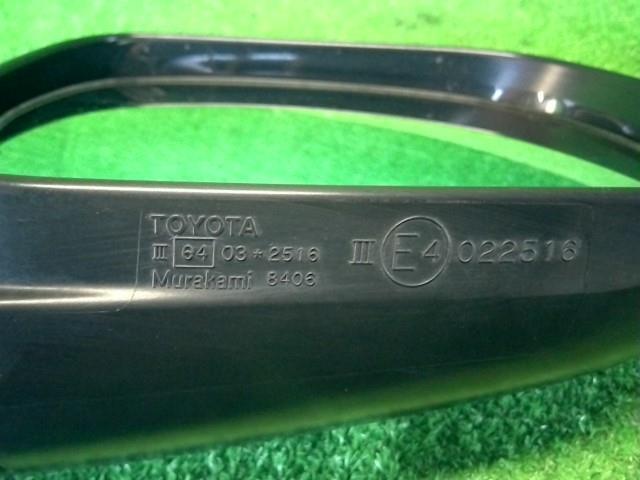 TOYOTA
III 64 03*2516
Murakami 8406
III E4 022516